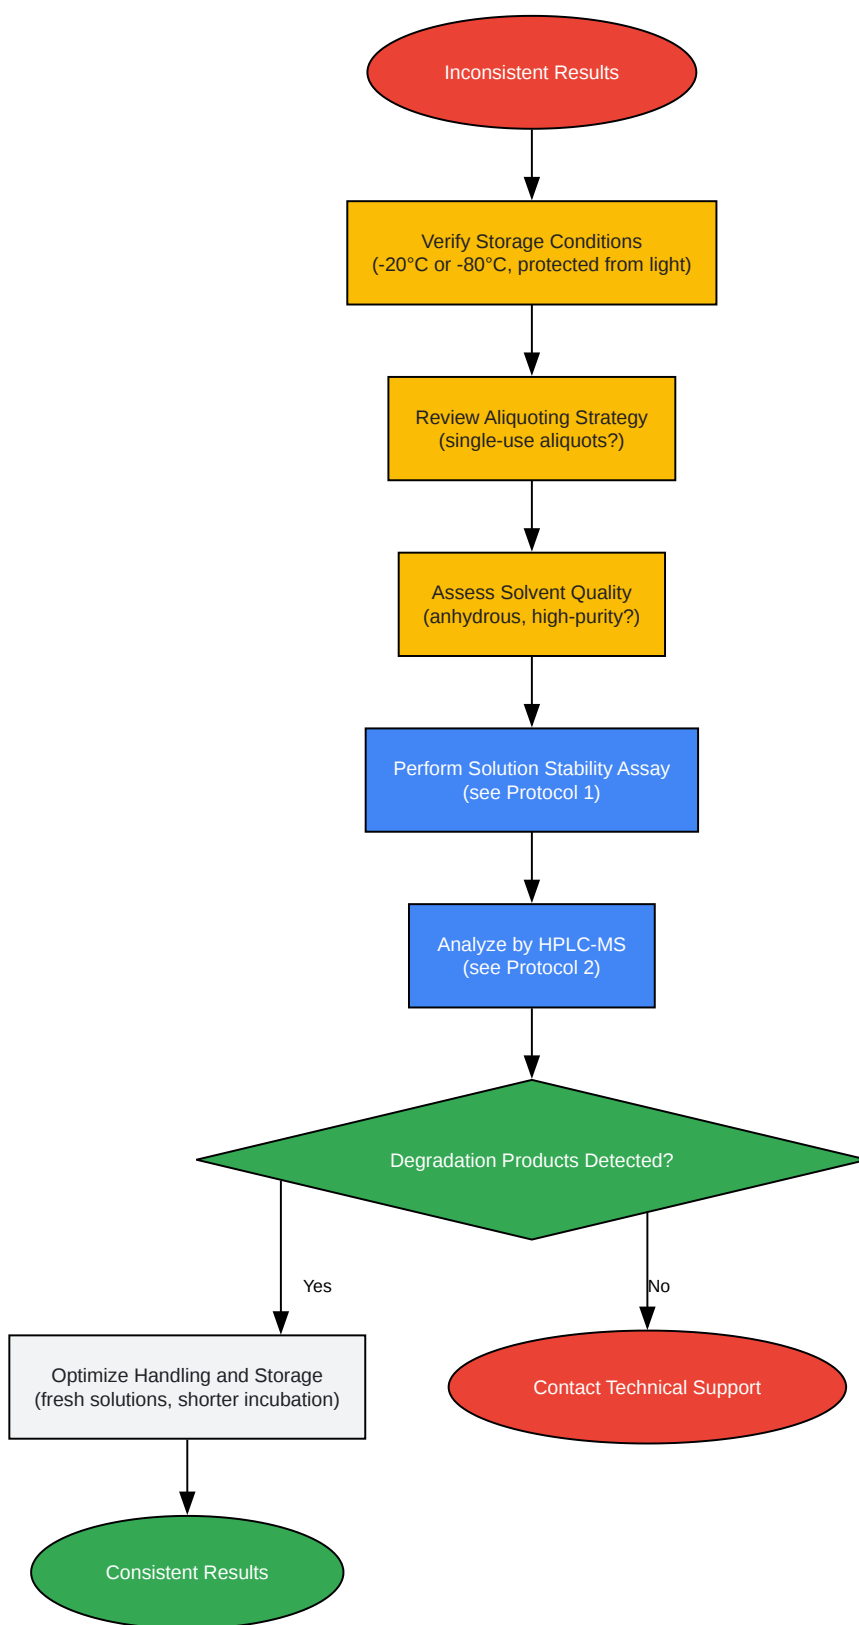 Inconsistent Results
Verify Storage Conditions
(-20°C or -80°C, protected from light)
Review Aliquoting Strategy
(single-use aliquots?)
Assess Solvent Quality
(anhydrous, high-purity?)
Perform Solution Stability Assay
(see Protocol 1)
Analyze by HPLC-MS
(see Protocol 2)
Degradation Products Detected?
Yes
No
Optimize Handling and Storage
(fresh solutions, shorter incubation)
Contact Technical Support
Consistent Results